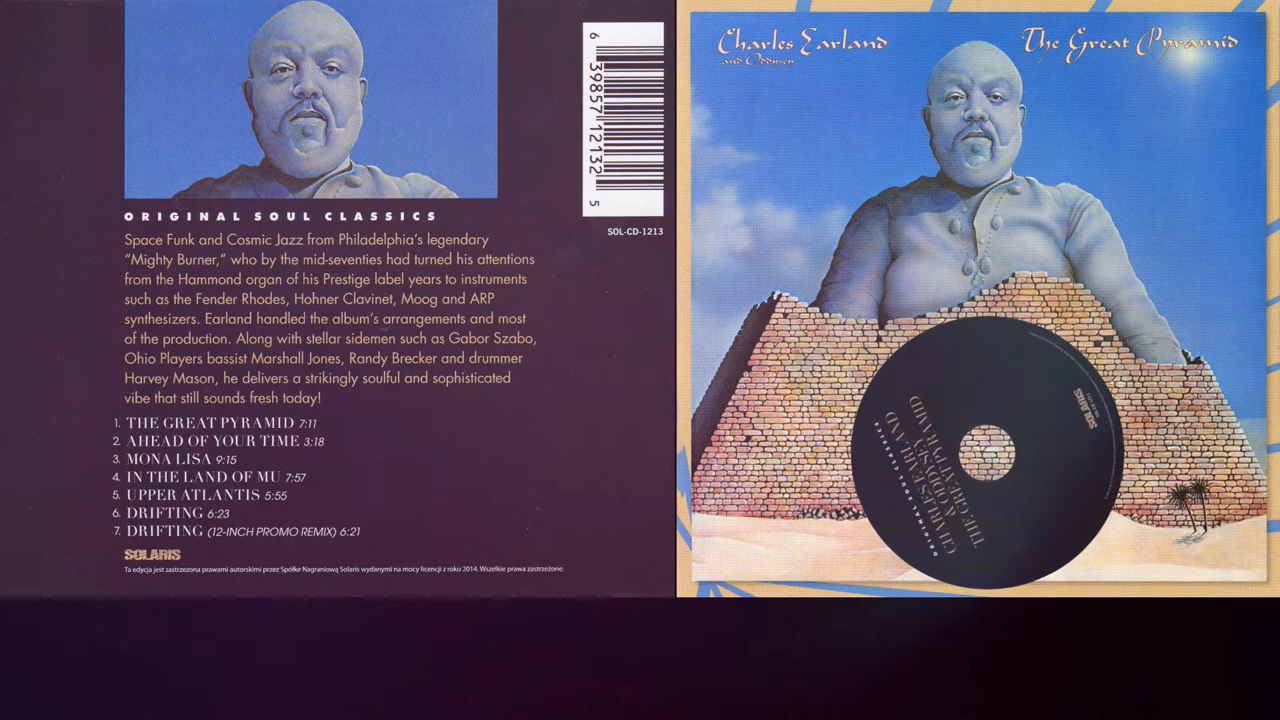 ORIGINAL SOUL CLASSICS
Space Funk and Cosmic Jazz from Philadelphia's legendary
"Mighty Burner," who by the mid-seventies had turned his attentions
from the Hammond organ of his Prestige label years to instruments
such as the Fender Rhodes, Hohner Clavinet, Moog and ARP
synthesizers. Earland handled the album's arrangements and most
of the production. Along with stellar sidemen such as Gabor Szabo,
Ohio Players bassist Marshall Jones, Randy Brecker and drummer
Harvey Mason, he delivers a strikingly soulful and sophisticated
vibe that still sounds fresh today!
1. THE GREAT PYRAMID 7:11
2. AHEAD OF YOUR TIME 3:18
3. MONA LISA 9:15
4. IN THE LAND OF MU 7:57
5. UPPER ATLANTIS 5:55
6. DRIFTING 6:23
7. DRIFTING (12-INCH PROMO REMIX) 6:21
SOLARIS
Ta edycja jest zastrzeżona prawami autorskimi przez Spółke Nagraniową Solaris wydanymi na mocy licencji z roku 2014. Wszelkie prawa zastrzeżone.
6 39857 12132 5
SOL-CD-1213
Charles Earland
and Oddysey
The Great Pyramid
SOLARIS
ORIGINAL SOUL CLASSICS
CHARLES EARLAND
& ODDYSEY
THE GREAT PYRAMID